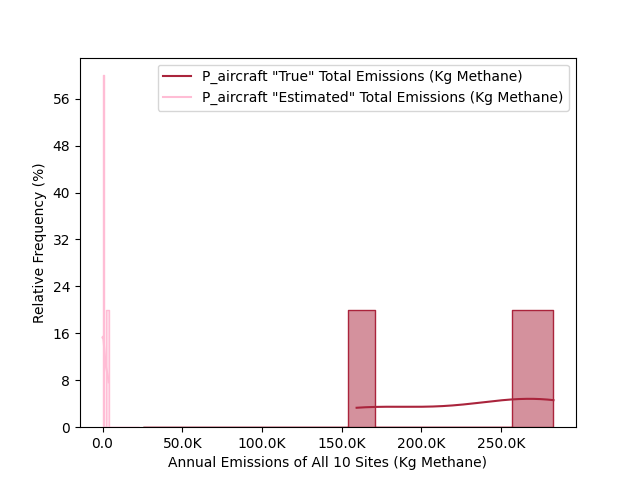 P_aircraft "True" Total Emissions (Kg Methane)
P_aircraft "Estimated" Total Emissions (Kg Methane)
Relative Frequency (%)
56
48
40
32
24
16
8
0
0.0 50.0K 100.0K 150.0K 200.0K 250.0K
Annual Emissions of All 10 Sites (Kg Methane)